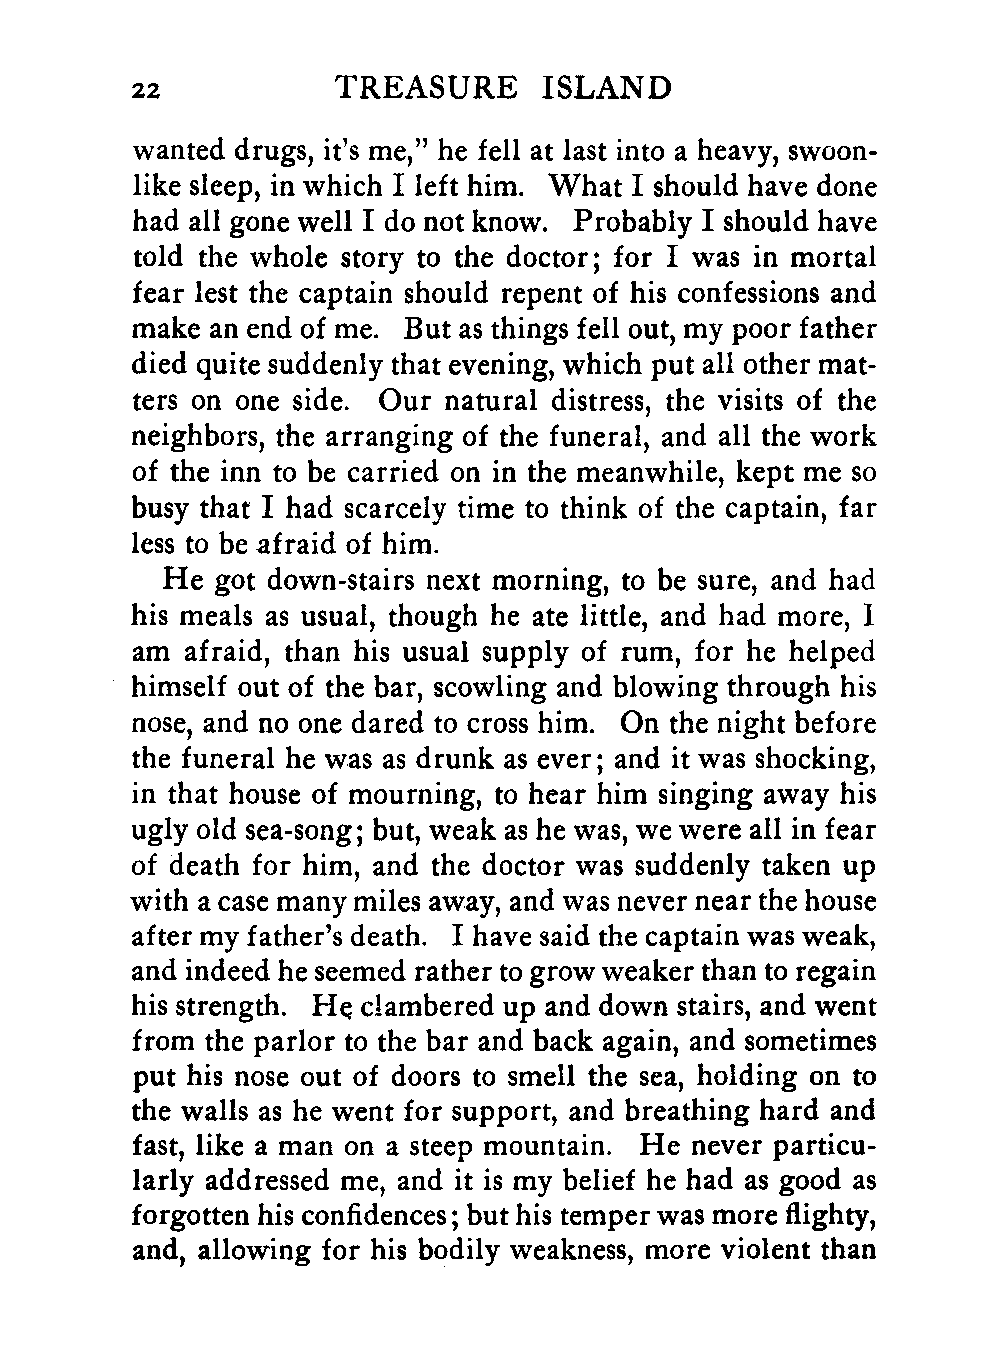 22 TREASURE ISLAND
wanted drugs, it's me,” he fell at last into a heavy, swoon-
like sleep, in which I left him. What I should have done
had all gone well I do not know. Probably I should have
told the whole story to the doctor; for I was in mortal
fear lest the captain should repent of his confessions and
make an end of me. But as things fell out, my poor father
died quite suddenly that evening, which put all other mat-
ters on one side. Our natural distress, the visits of the
neighbors, the arranging of the funeral, and all the work
of the inn to be carried on in the meanwhile, kept me so
busy that I had scarcely time to think of the captain, far
less to be afraid of him.
He got down-stairs next morning, to be sure, and had
his meals as usual, though he ate little, and had more, I
am afraid, than his usual supply of rum, for he helped
himself out of the bar, scowling and blowing through his
nose, and no one dared to cross him. On the night before
the funeral he was as drunk as ever; and it was shocking,
in that house of mourning, to hear him singing away his
ugly old sea-song; but, weak as he was, we were all in fear
of death for him, and the doctor was suddenly taken up
with a case many miles away, and was never near the house
after my father's death. I have said the captain was weak,
and indeed he seemed rather to grow weaker than to regain
his strength. He clambered up and down stairs, and went
from the parlor to the bar and back again, and sometimes
put his nose out of doors to smell the sea, holding on to
the walls as he went for support, and breathing hard and
fast, like a man on a steep mountain. He never particu-
larly addressed me, and it is my belief he had as good as
forgotten his confidences; but his temper was more flighty,
and, allowing for his bodily weakness, more violent than